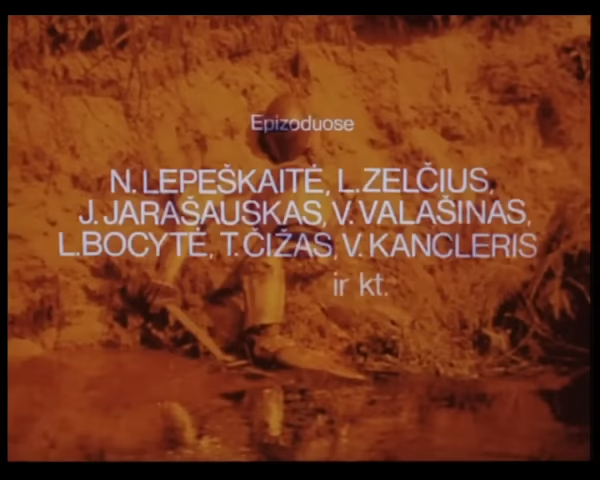 Epizoduose
N. LEPEŠKAITĖ, L. ZELČIUS,
J. JARAŠAUSKAS, V. VALAŠINAS,
L. BOCYTĖ, T. ČIŽAS, V. KANCLERIS
ir kt.